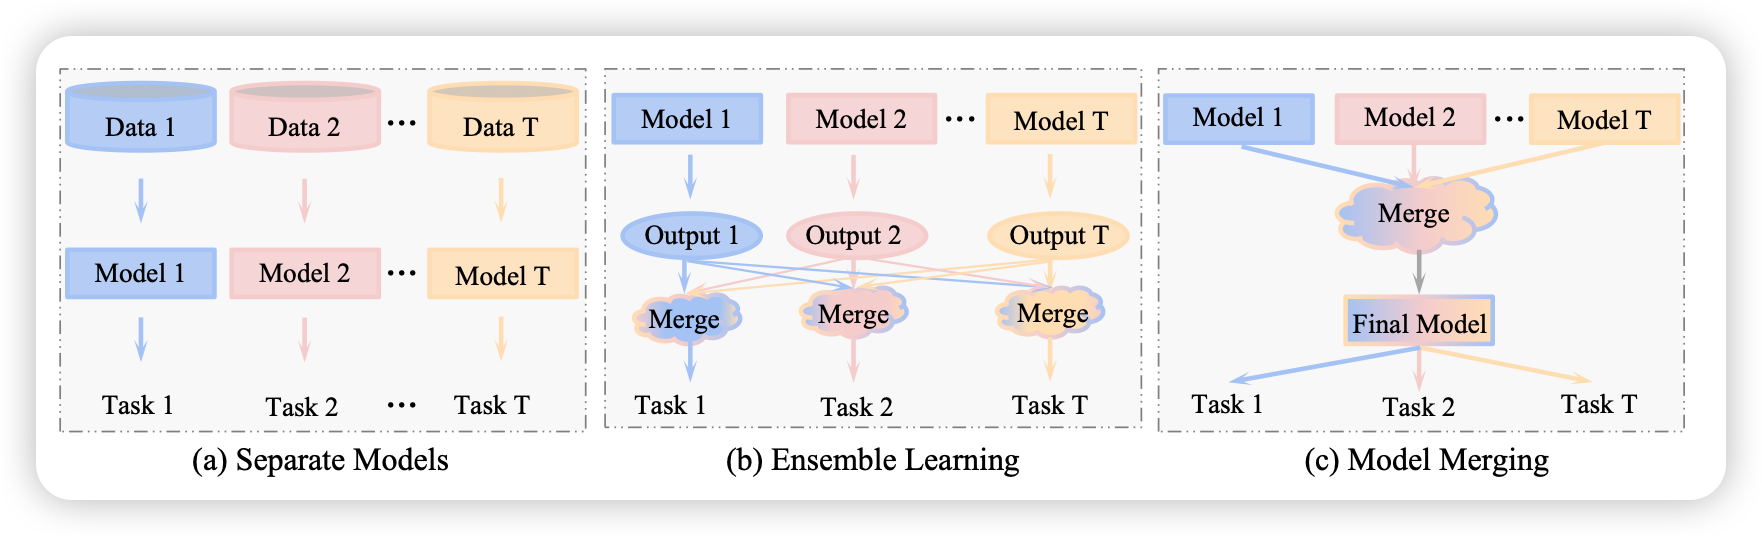 Data 1
Data 2
...
Data T
Model 1
Model 2
...
Model T
Task 1
Task 2
...
Task T
(a) Separate Models
Model 1
Model 2
...
Model T
Output 1
Output 2
Output T
Merge
Merge
Merge
Task 1
Task 2
Task T
(b) Ensemble Learning
Model 1
Model 2
...
Model T
Merge
Final Model
Task 1
Task 2
Task T
(c) Model Merging